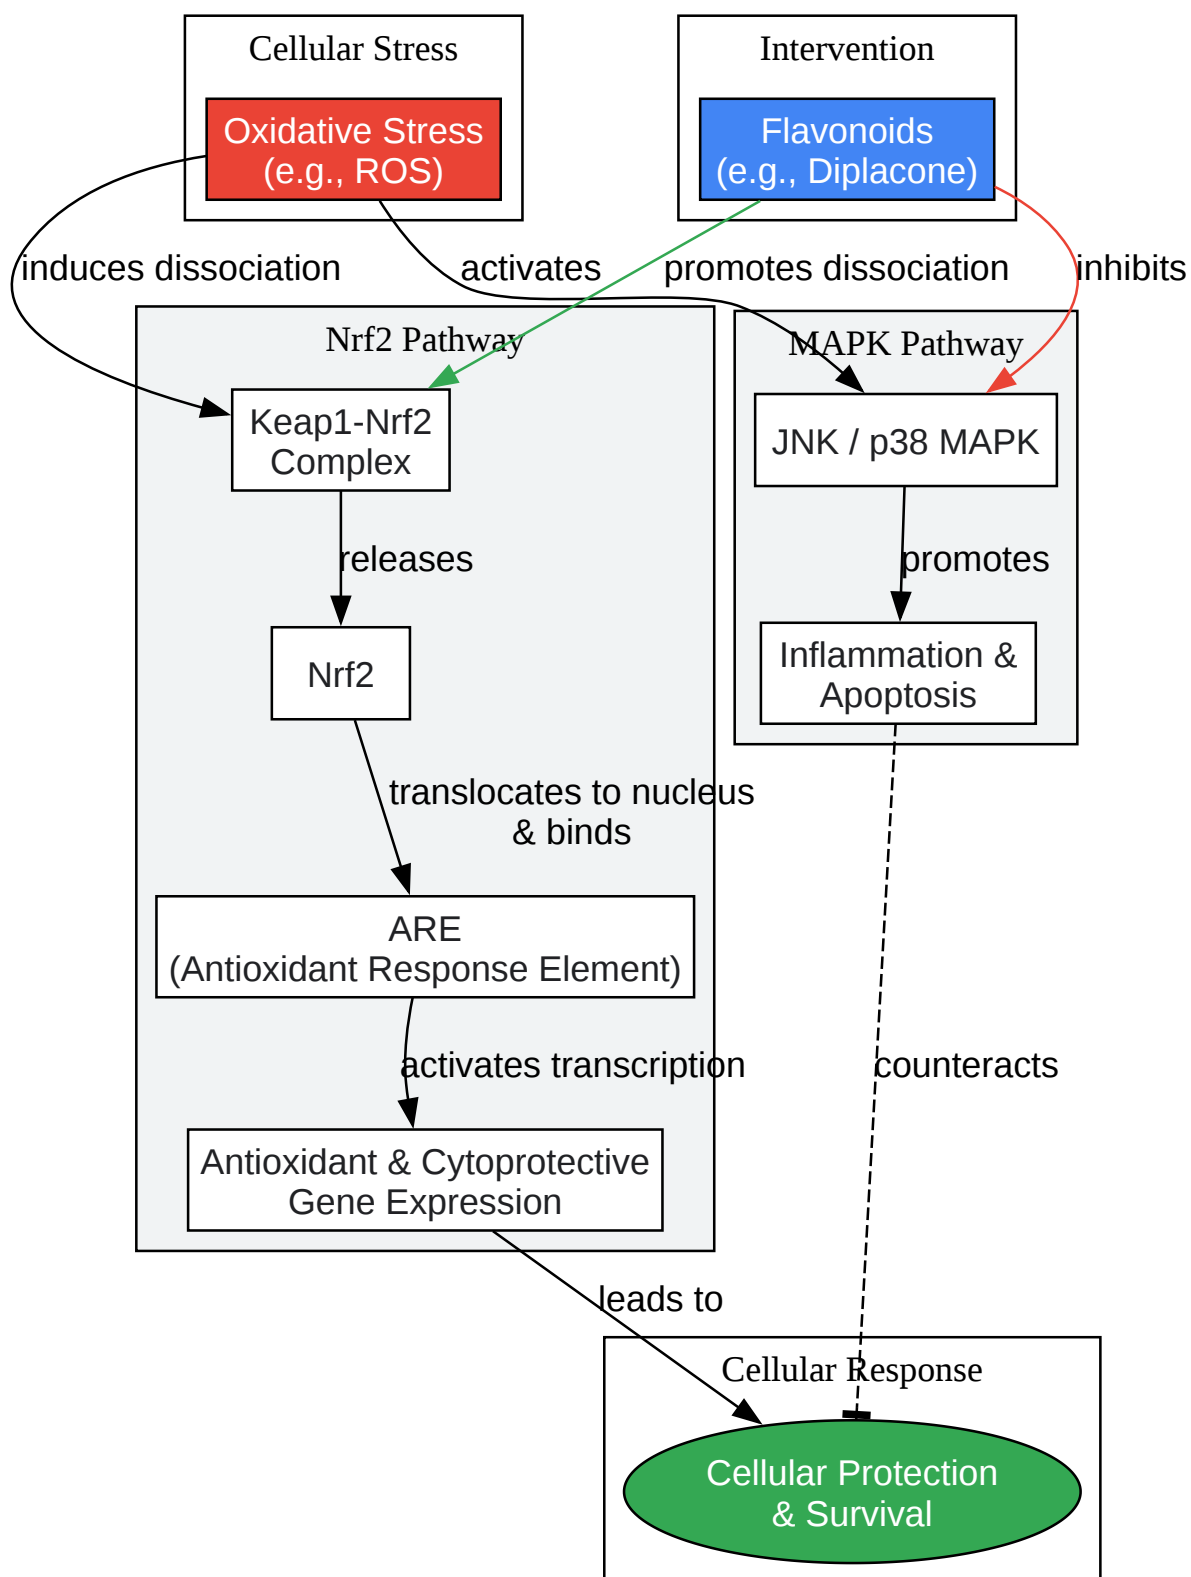 Cellular Stress
Intervention
Oxidative Stress
(e.g., ROS)
Flavonoids
(e.g., Diplacone)
induces dissociation
activates
promotes dissociation
inhibits
Nrf2 Pathway
MAPK Pathway
Keap1-Nrf2
Complex
JNK / p38 MAPK
releases
promotes
Nrf2
Inflammation &
Apoptosis
translocates to nucleus
& binds
ARE
(Antioxidant Response Element)
activates transcription
counteracts
Antioxidant & Cytoprotective
Gene Expression
leads to
Cellular Response
Cellular Protection
& Survival